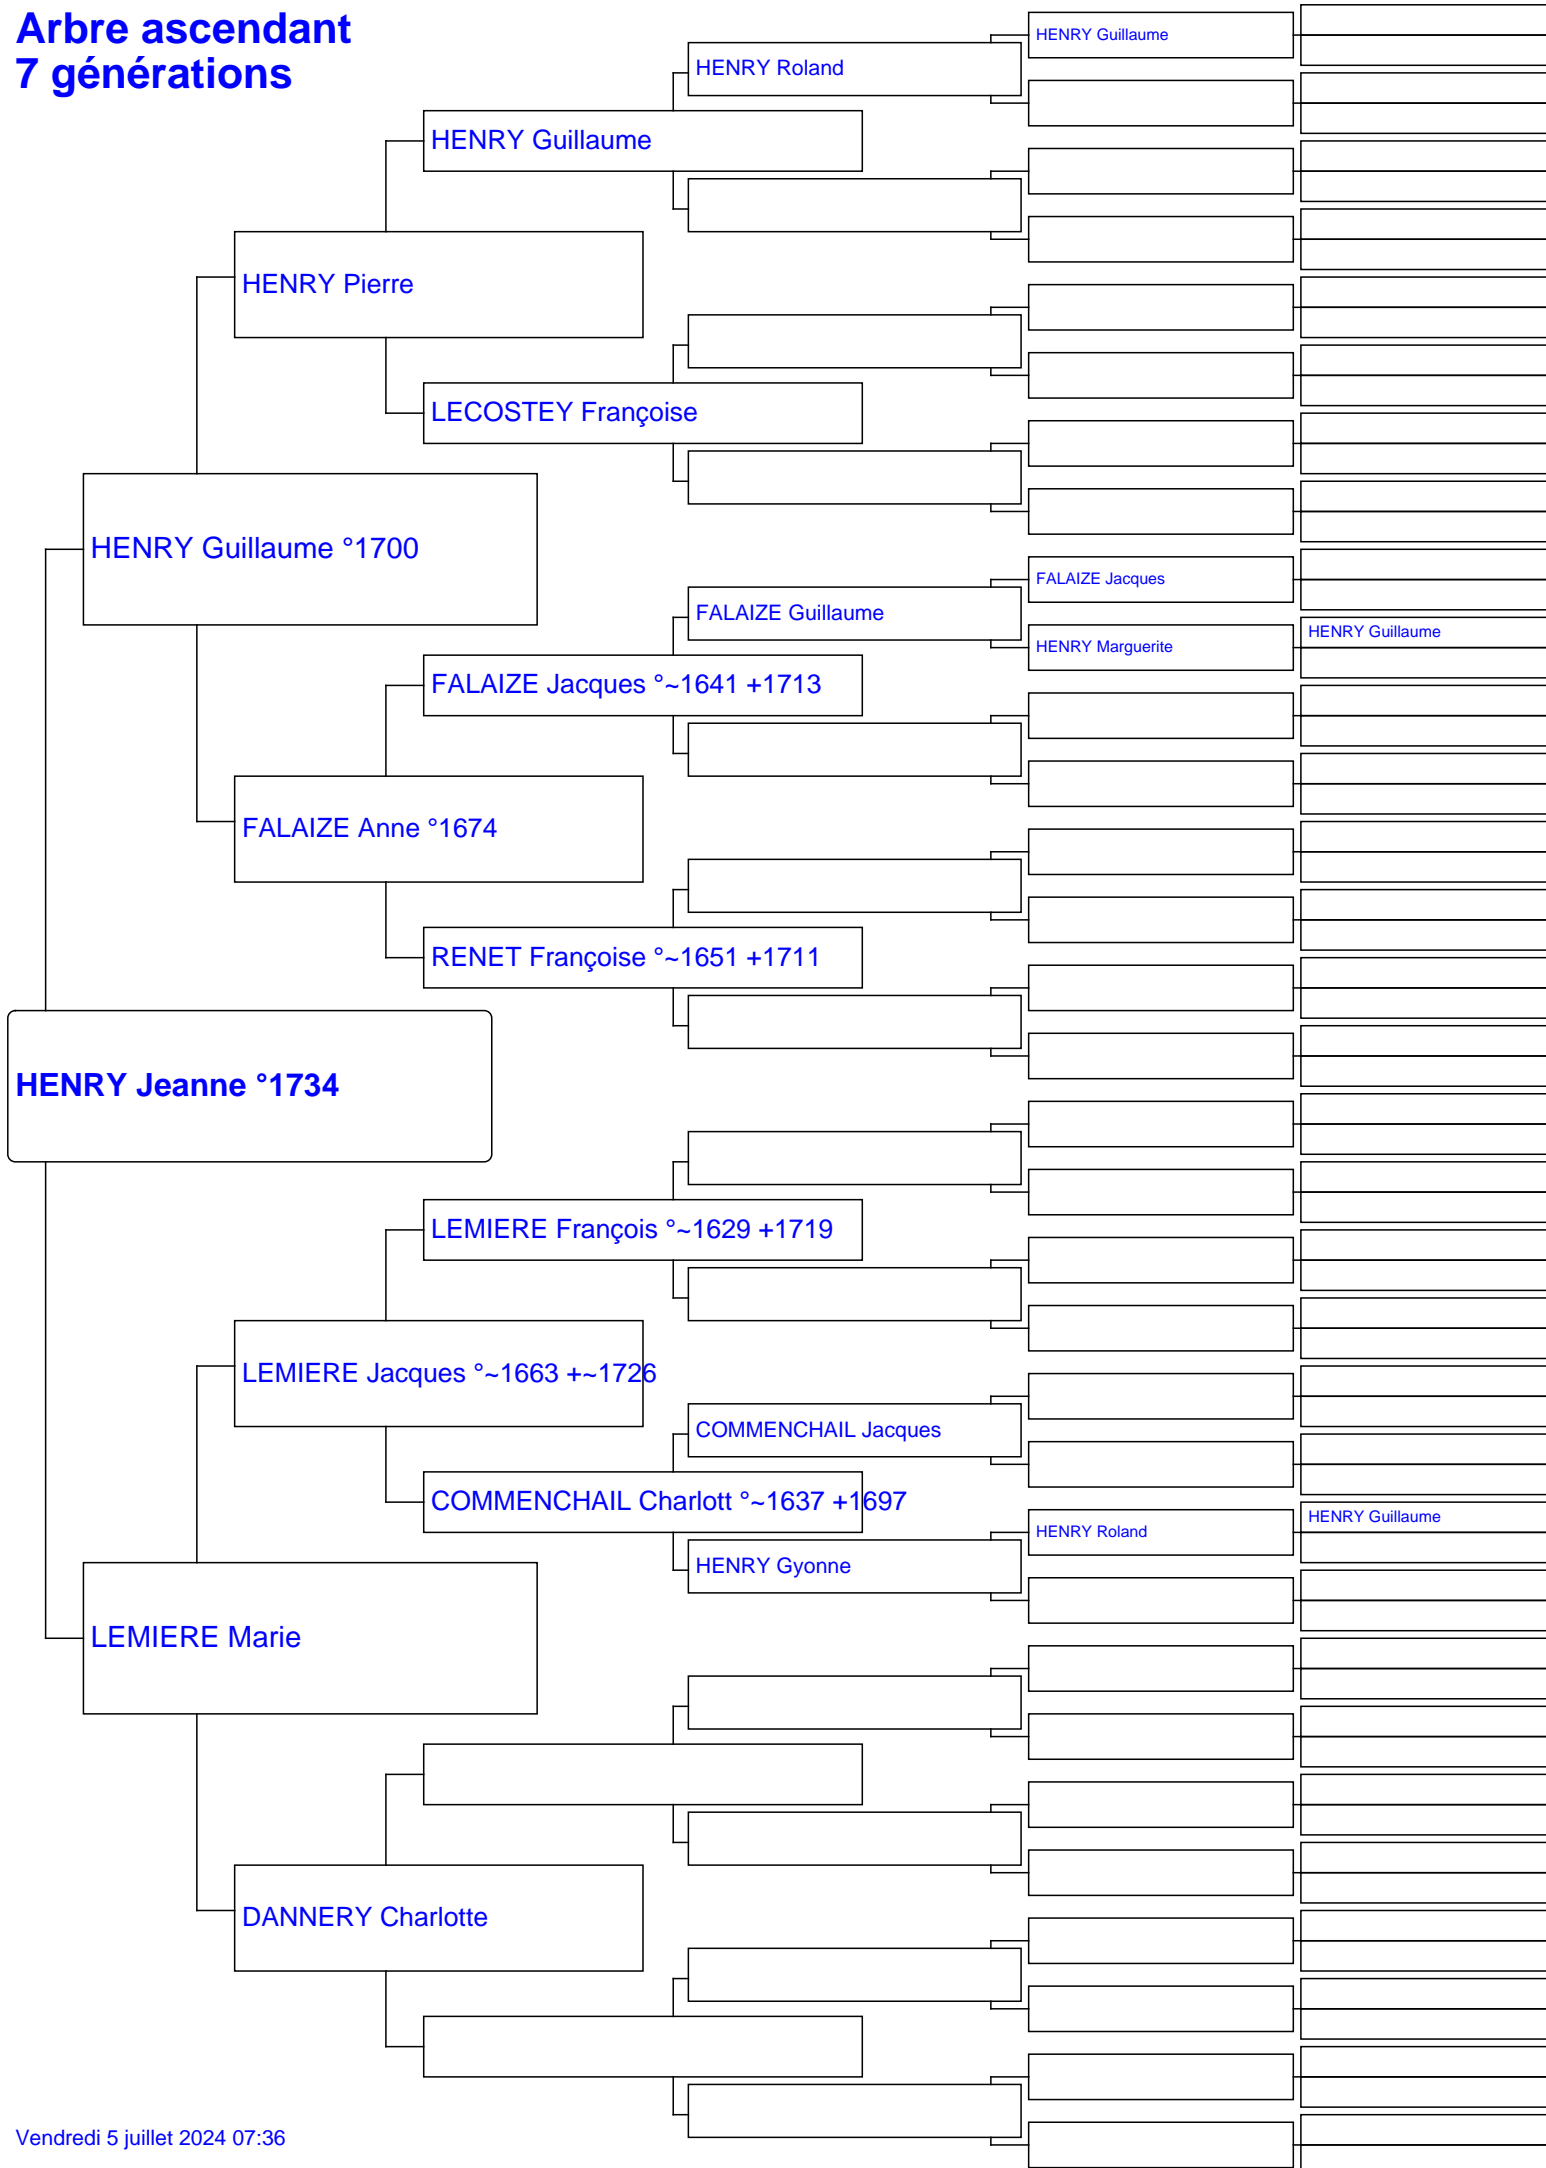 Arbre ascendant
7 générations
HENRY Guillaume
HENRY Roland
HENRY Guillaume
HENRY Pierre
LECOSTEY Françoise
HENRY Guillaume °1700
FALAIZE Jacques
FALAIZE Guillaume
HENRY Guillaume
HENRY Marguerite
FALAIZE Jacques °~1641 +1713
FALAIZE Anne °1674
RENET Françoise °~1651 +1711
HENRY Jeanne °1734
LEMIERE François °~1629 +1719
LEMIERE Jacques °~1663 +~1726
COMMENCHAIL Jacques
COMMENCHAIL Charlott °~1637 +1697
HENRY Guillaume
HENRY Roland
HENRY Gyonne
LEMIERE Marie
DANNERY Charlotte
Vendredi 5 juillet 2024 07:36